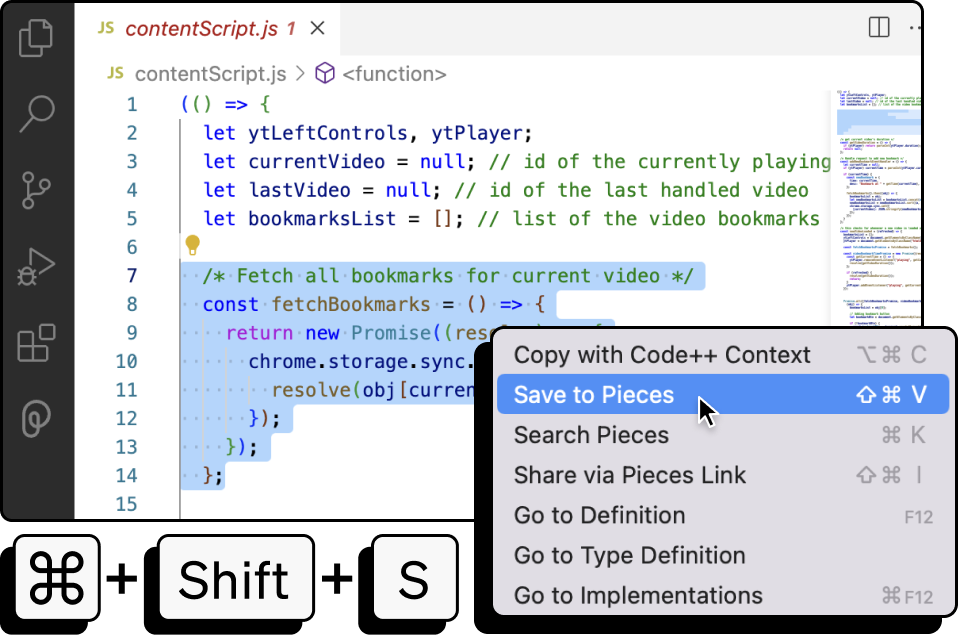 JS contentScript.js 1
JS contentScript.js > <function>
1 (() => {
2 let ytLeftControls, ytPlayer;
3 let currentVideo = null; // id of the currently playing
4 let lastVideo = null; // id of the last handled video
5 let bookmarksList = []; // list of the video bookmarks
6
7 /* Fetch all bookmarks for current video */
8 const fetchBookmarks = () => {
9 return new Promise((
10 chrome.storage.sync.
11 resolve(obj[curren
12 });
13 });
14 };
15
Copy with Code++ Context ⌥⌘ C
Save to Pieces ⇧⌘ V
Search Pieces ⌘ K
Share via Pieces Link ⇧⌘ I
Go to Definition F12
Go to Type Definition
Go to Implementations ⌘F12
⌘ + Shift + S